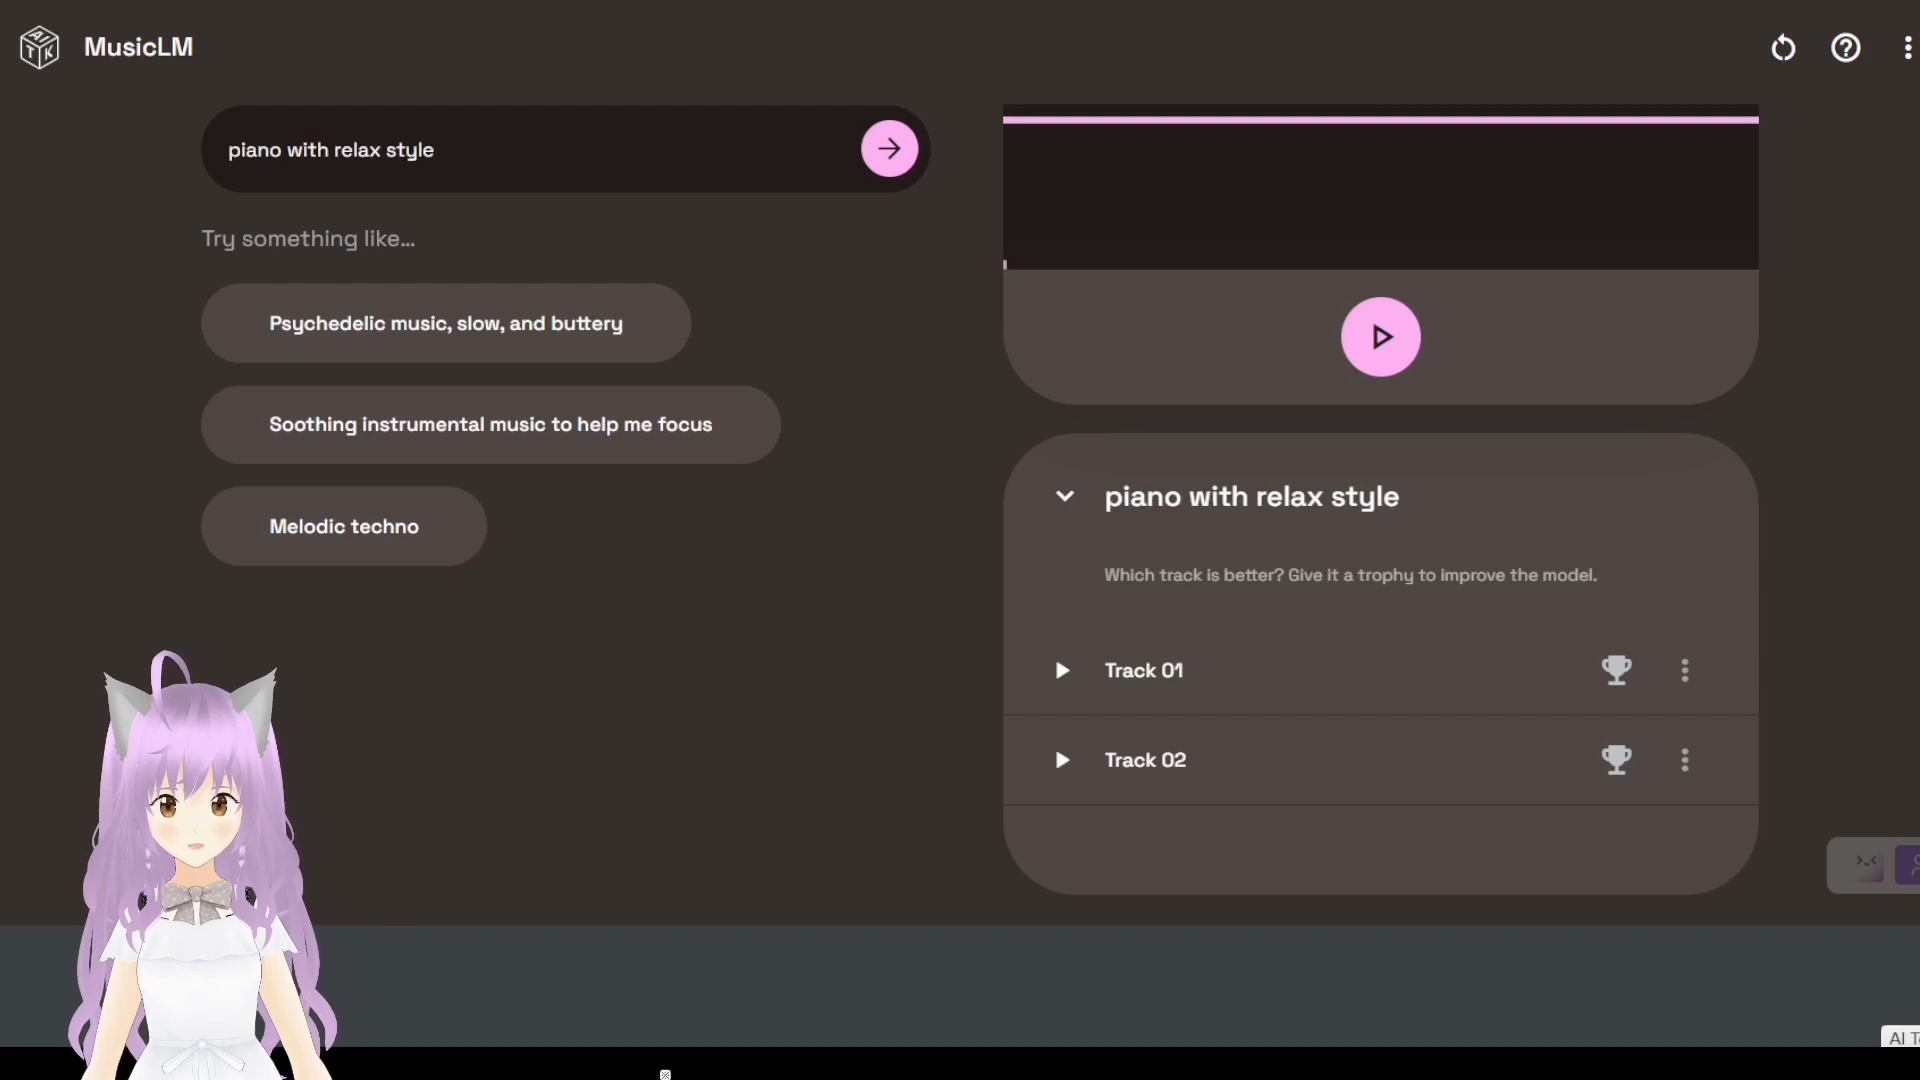 MusicLM
piano with relax style
Try something like...
Psychedelic music, slow, and buttery
Soothing instrumental music to help me focus
Melodic techno
piano with relax style
Which track is better? Give it a trophy to improve the model.
Track 01
Track 02